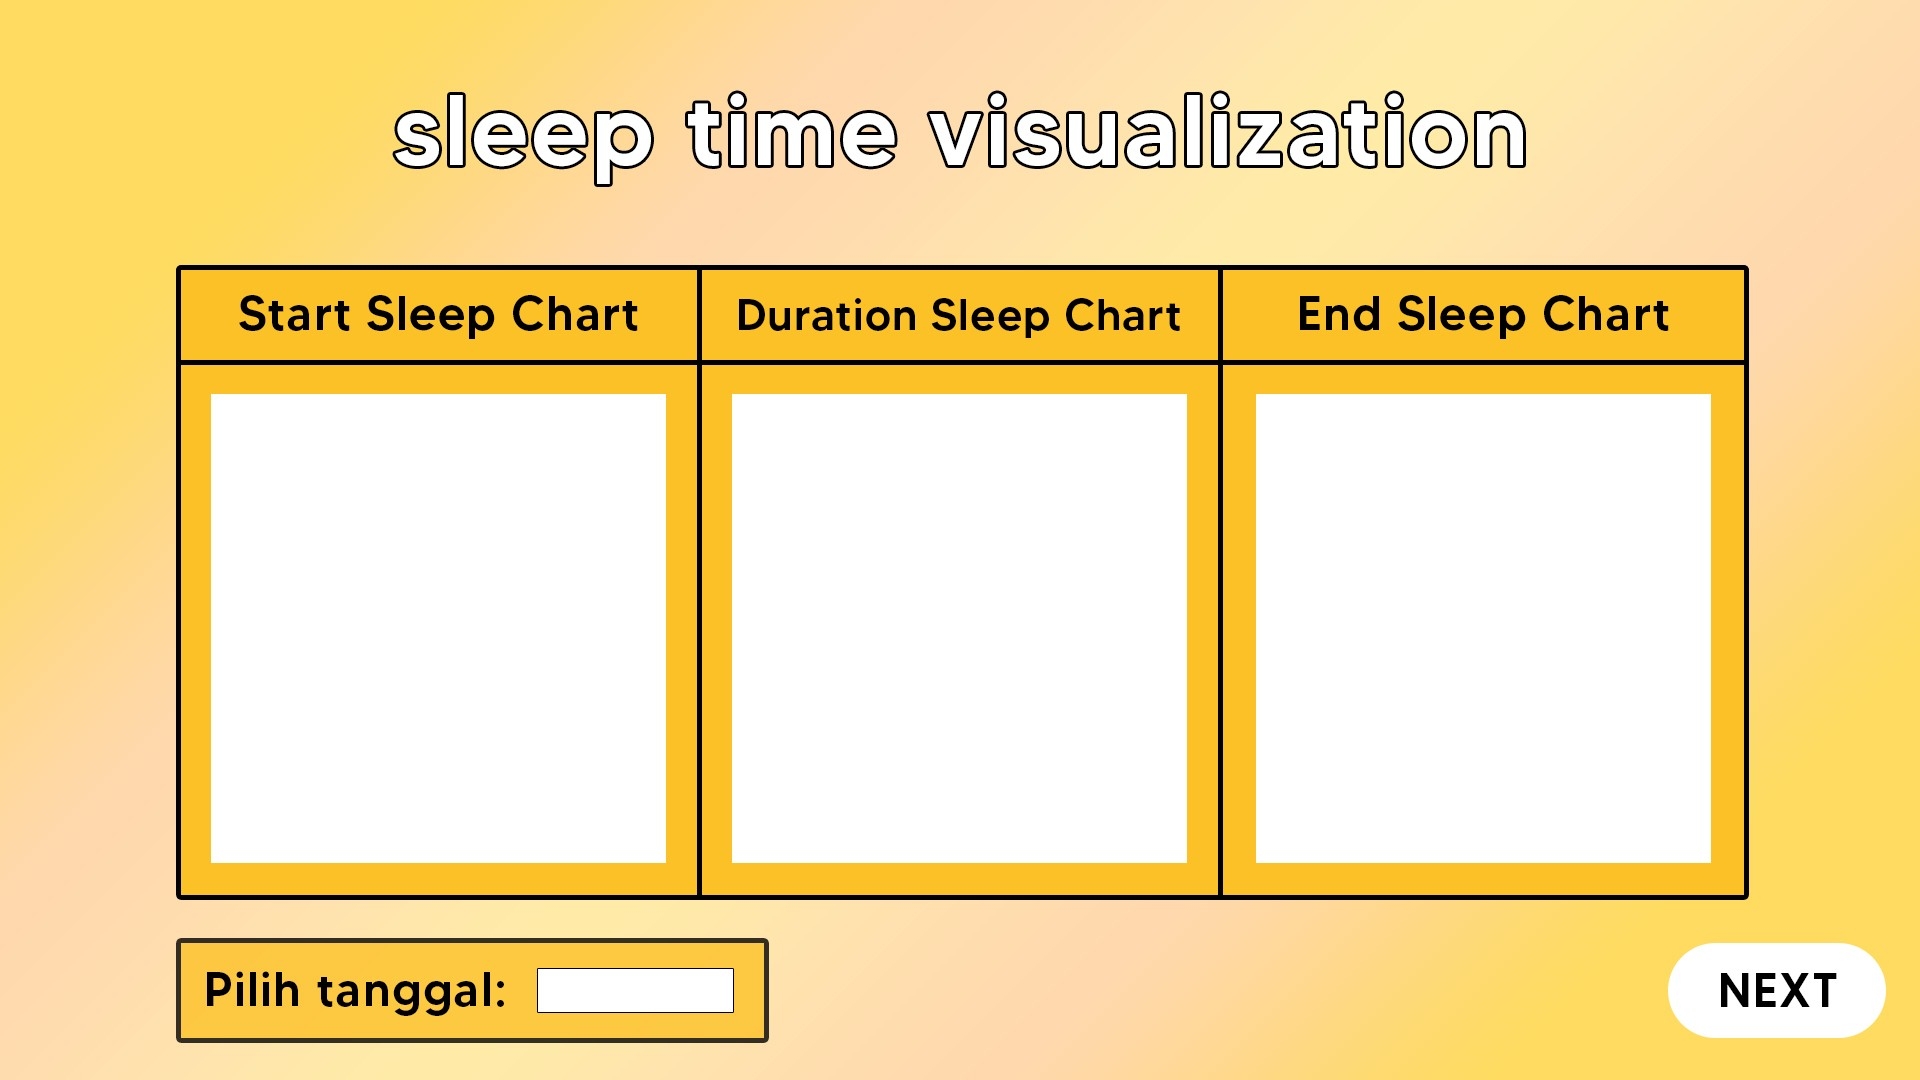 sleep time visualization
Start Sleep Chart
Duration Sleep Chart
End Sleep Chart
Pilih tanggal:
NEXT